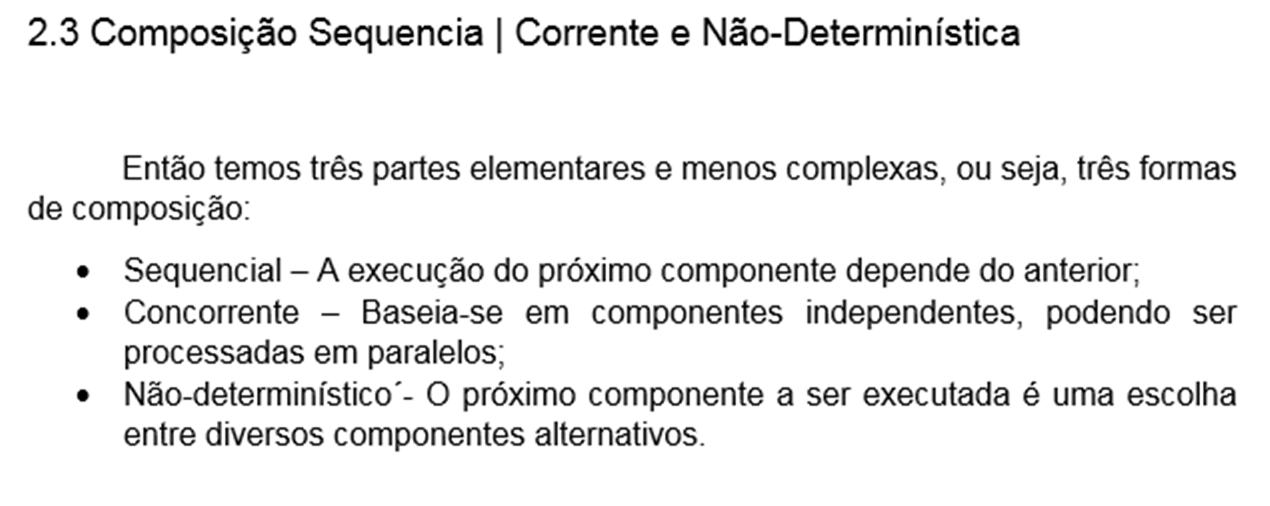 2.3 Composição Sequencia | Corrente e Não-Determinística
Então temos três partes elementares e menos complexas, ou seja, três formas
de composição:
• Sequencial – A execução do próximo componente depende do anterior;
• Concorrente – Baseia-se em componentes independentes, podendo ser
processadas em paralelos;
• Não-determinístico´- O próximo componente a ser executada é uma escolha
entre diversos componentes alternativos.